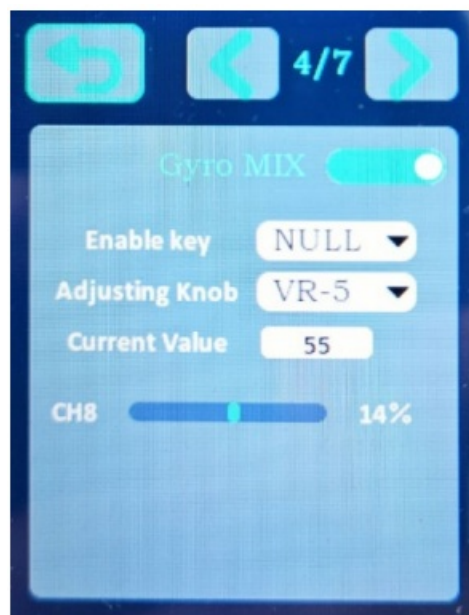 4/7
Gyro MIX
Enable key NULL
Adjusting Knob VR-5
Current Value 55
CH8 14%